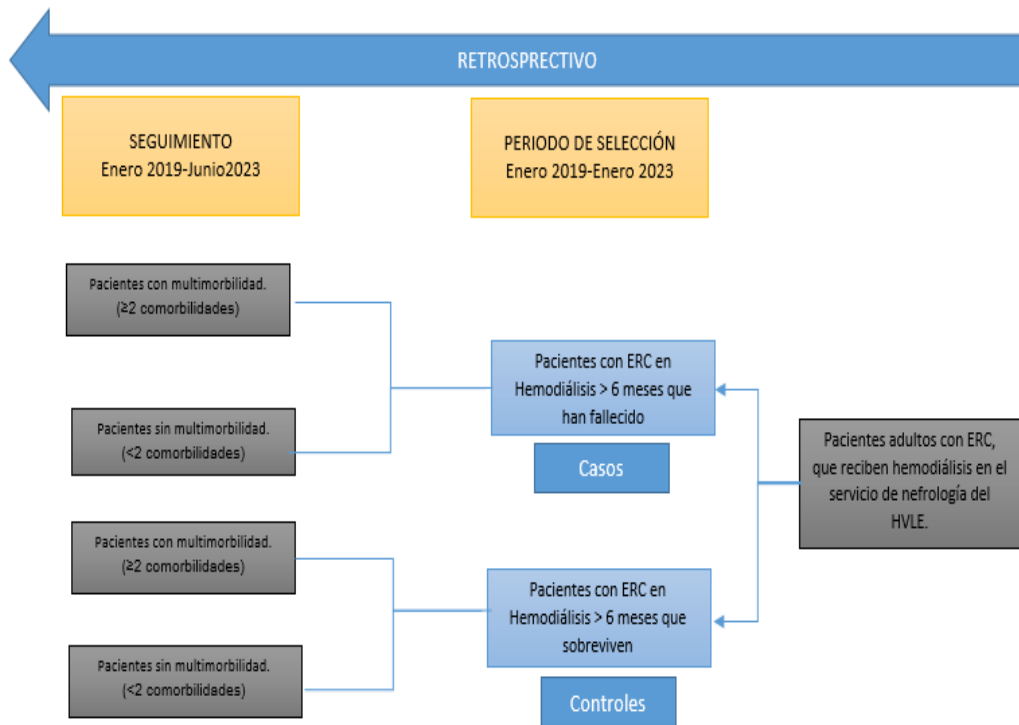 RETROSPRECTIVO
SEGUIMIENTO
Enero 2019-Junio2023
PERIODO DE SELECCIÓN
Enero 2019-Enero 2023
Pacientes con multimorbilidad.
(≥2 comorbilidades)
Pacientes sin multimorbilidad.
(<2 comorbilidades)
Pacientes con multimorbilidad.
(≥2 comorbilidades)
Pacientes sin multimorbilidad.
(<2 comorbilidades)
Pacientes con ERC en
Hemodiálisis > 6 meses que
han fallecido
Casos
Pacientes con ERC en
Hemodiálisis > 6 meses que
sobreviven
Controles
Pacientes adultos con ERC,
que reciben hemodiálisis en el
servicio de nefrología del
HVLE.